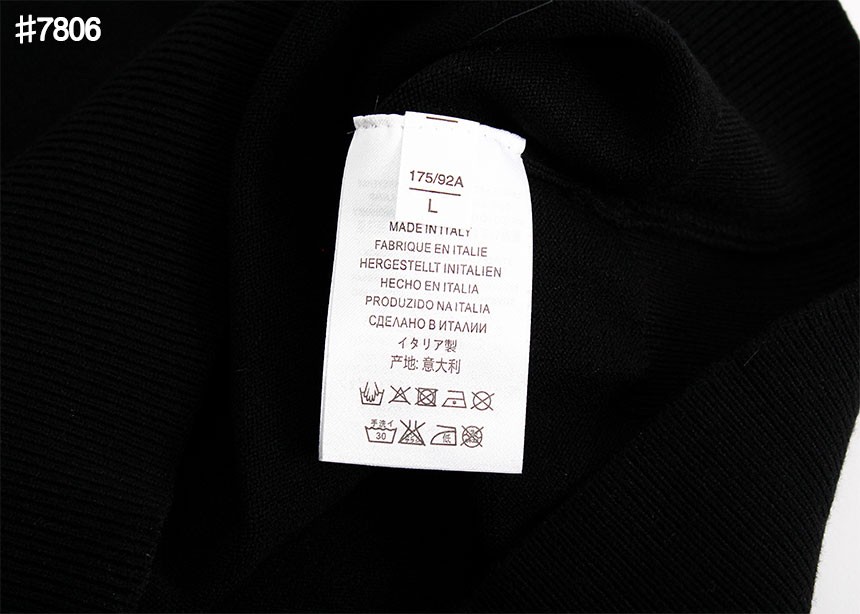 #7806
175/92A
L
MADE IN ITALY
FABRIQUE EN ITALIE
HERGESTELLT INITALIEN
HECHO EN ITALIA
PRODUZIDO NA ITALIA
СДЕЛАНО В ИТАЛИИ
イタリア製
产地: 意大利
手洗イ
30
低